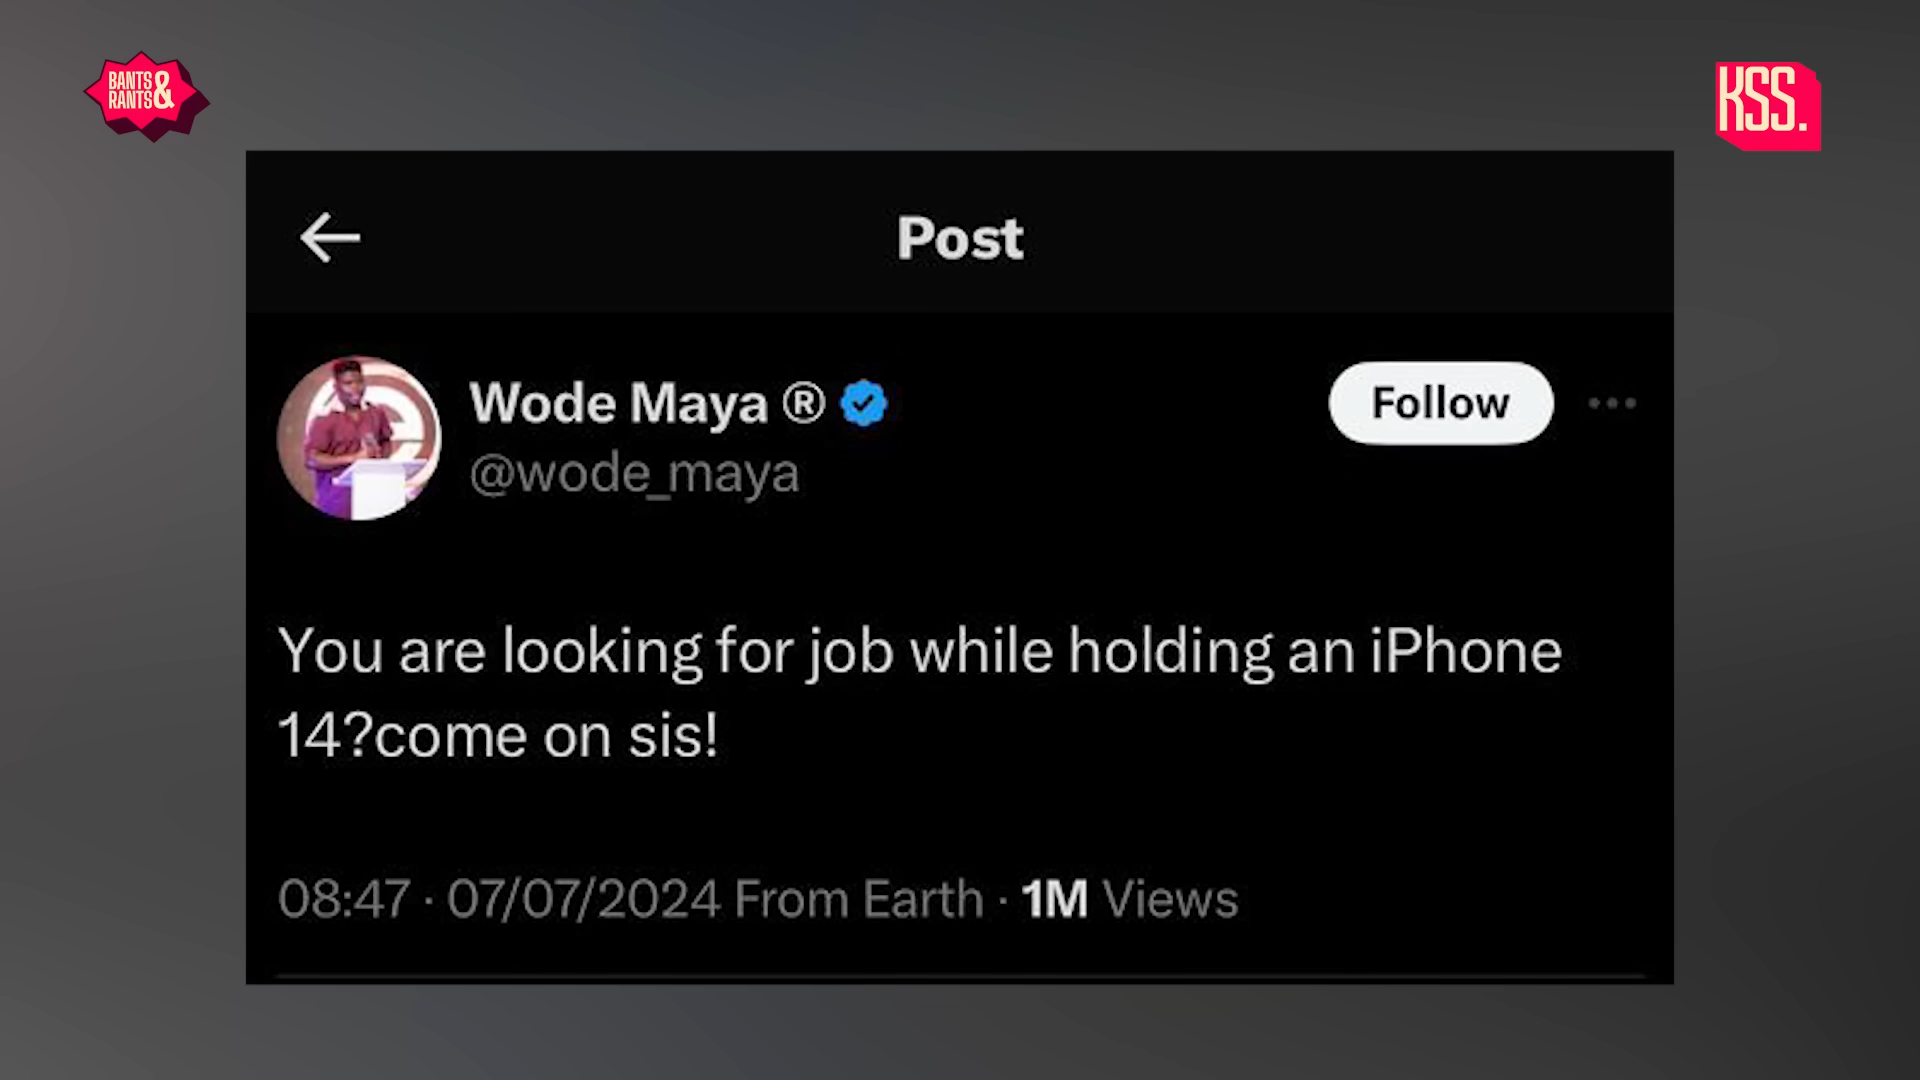 BANTS &
RANTS
KSS.
Post
Wode Maya ®
Follow
@wode_maya
You are looking for job while holding an iPhone
14?come on sis!
08:47 · 07/07/2024 From Earth · 1M Views